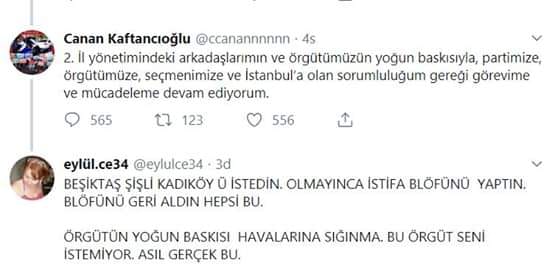 Canan Kaftancıoğlu @ccanannnnnn · 4s
2. İl yönetimindeki arkadaşlarımın ve örgütümüzün yoğun baskısıyla, partimize,
örgütümüze, seçmenimize ve İstanbul'a olan sorumluluğum gereği görevime
ve mücadeleme devam ediyorum.
565 123 556
eylül.ce34 @eylulce34 · 3d
BEŞİKTAŞ ŞİŞLİ KADIKÖY Ü İSTEDİN. OLMAYINCA İSTİFA BLÖFÜNÜ YAPTIN.
BLÖFÜNÜ GERİ ALDIN HEPSİ BU.
ÖRGÜTÜN YOĞUN BASKISI HAVALARINA SIĞINMA. BU ÖRGÜT SENİ
İSTEMİYOR. ASIL GERÇEK BU.